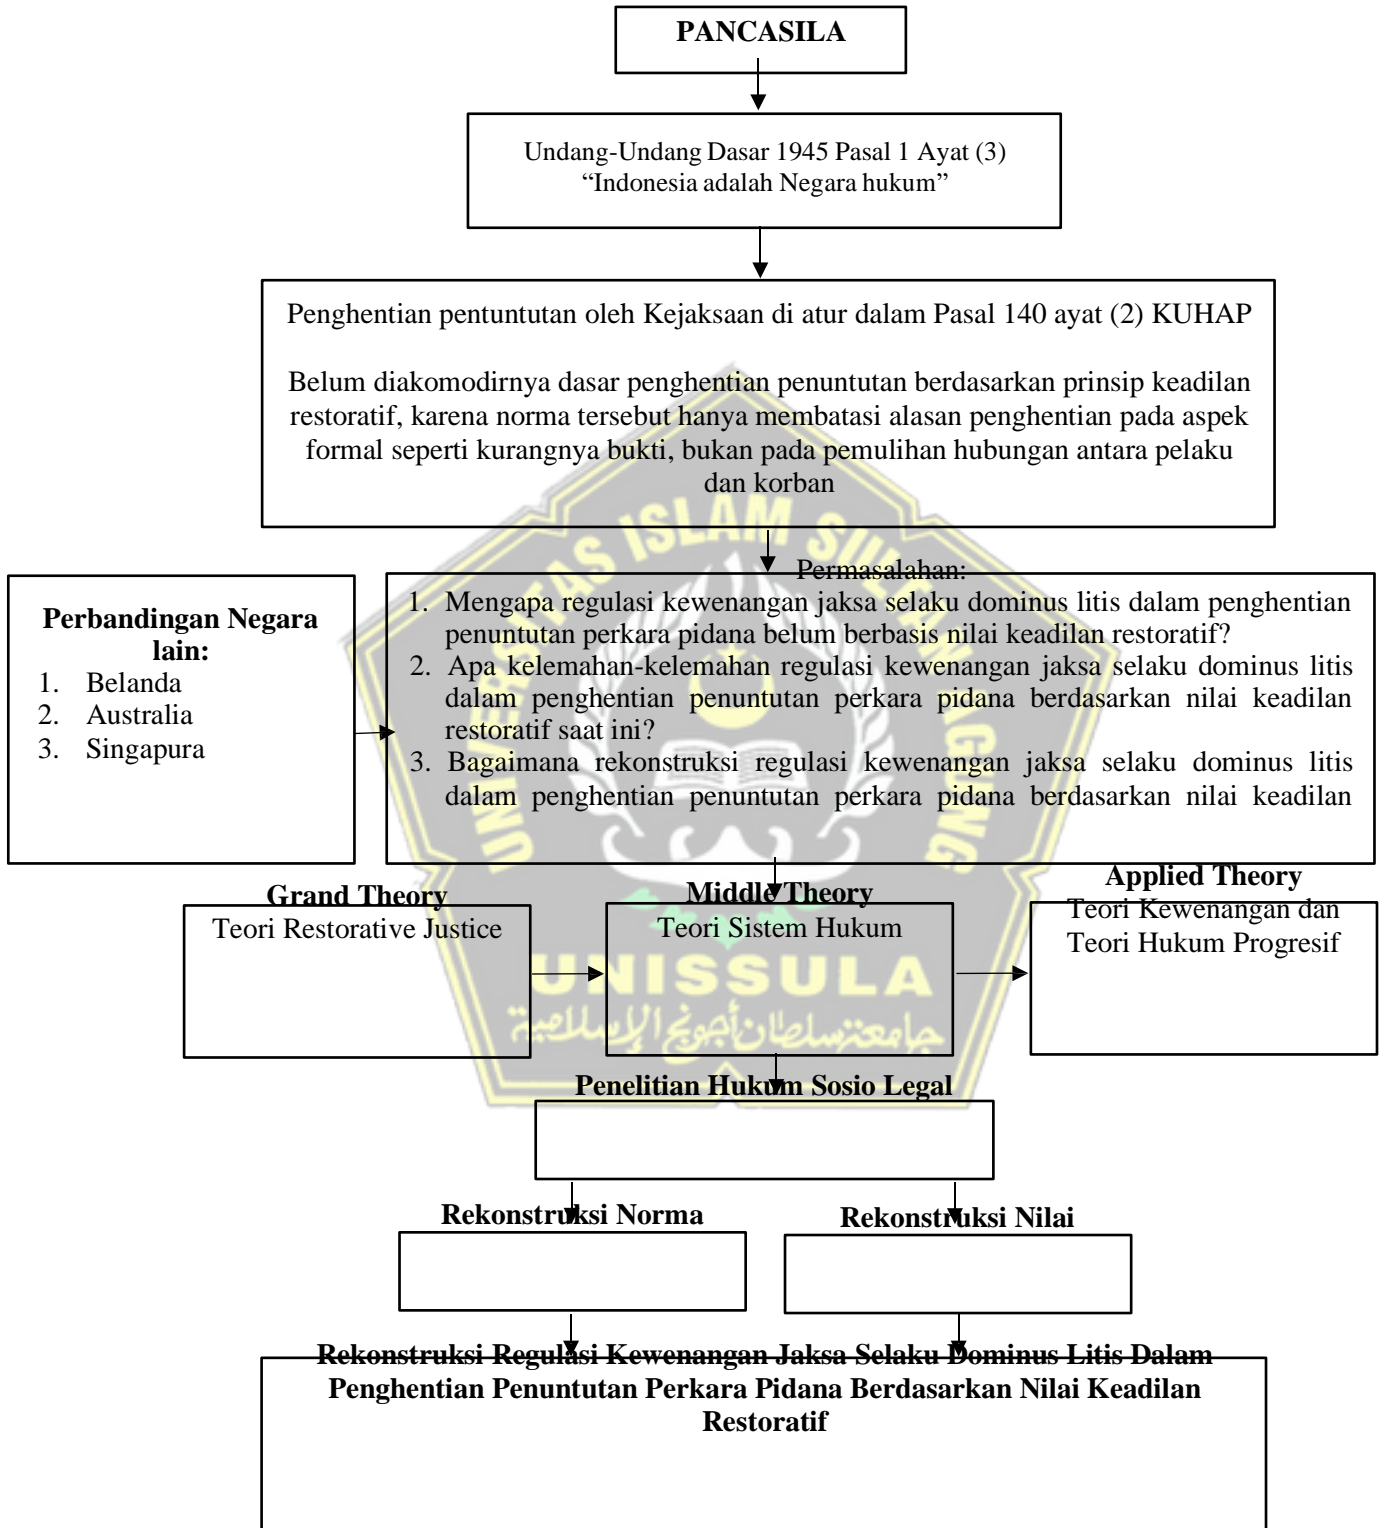 PANCASILA
Undang-Undang Dasar 1945 Pasal 1 Ayat (3)
“Indonesia adalah Negara hukum”
Penghentian pentuntutan oleh Kejaksaan di atur dalam Pasal 140 ayat (2) KUHAP
Belum diakomodirnya dasar penghentian penuntutan berdasarkan prinsip keadilan
restoratif, karena norma tersebut hanya membatasi alasan penghentian pada aspek
formal seperti kurangnya bukti, bukan pada pemulihan hubungan antara pelaku
dan korban
Perbandingan Negara
lain:
1. Belanda
2. Australia
3. Singapura
Permasalahan:
1. Mengapa regulasi kewenangan jaksa selaku dominus litis dalam penghentian
penuntutan perkara pidana belum berbasis nilai keadilan restoratif?
2. Apa kelemahan-kelemahan regulasi kewenangan jaksa selaku dominus litis
dalam penghentian penuntutan perkara pidana berdasarkan nilai keadilan
restoratif saat ini?
3. Bagaimana rekonstruksi regulasi kewenangan jaksa selaku dominus litis
dalam penghentian penuntutan perkara pidana berdasarkan nilai keadilan
Grand Theory
Teori Restorative Justice
Middle Theory
Teori Sistem Hukum
Applied Theory
Teori Kewenangan dan
Teori Hukum Progresif
Penelitian Hukum Sosio Legal
Rekonstruksi Norma
Rekonstruksi Nilai
Rekonstruksi Regulasi Kewenangan Jaksa Selaku Dominus Litis Dalam
Penghentian Penuntutan Perkara Pidana Berdasarkan Nilai Keadilan
Restoratif
UNIVERSITAS ISLAM SULTAN AGUNG
UNISSULA
جامعة سلطان أجونج الإسلامية